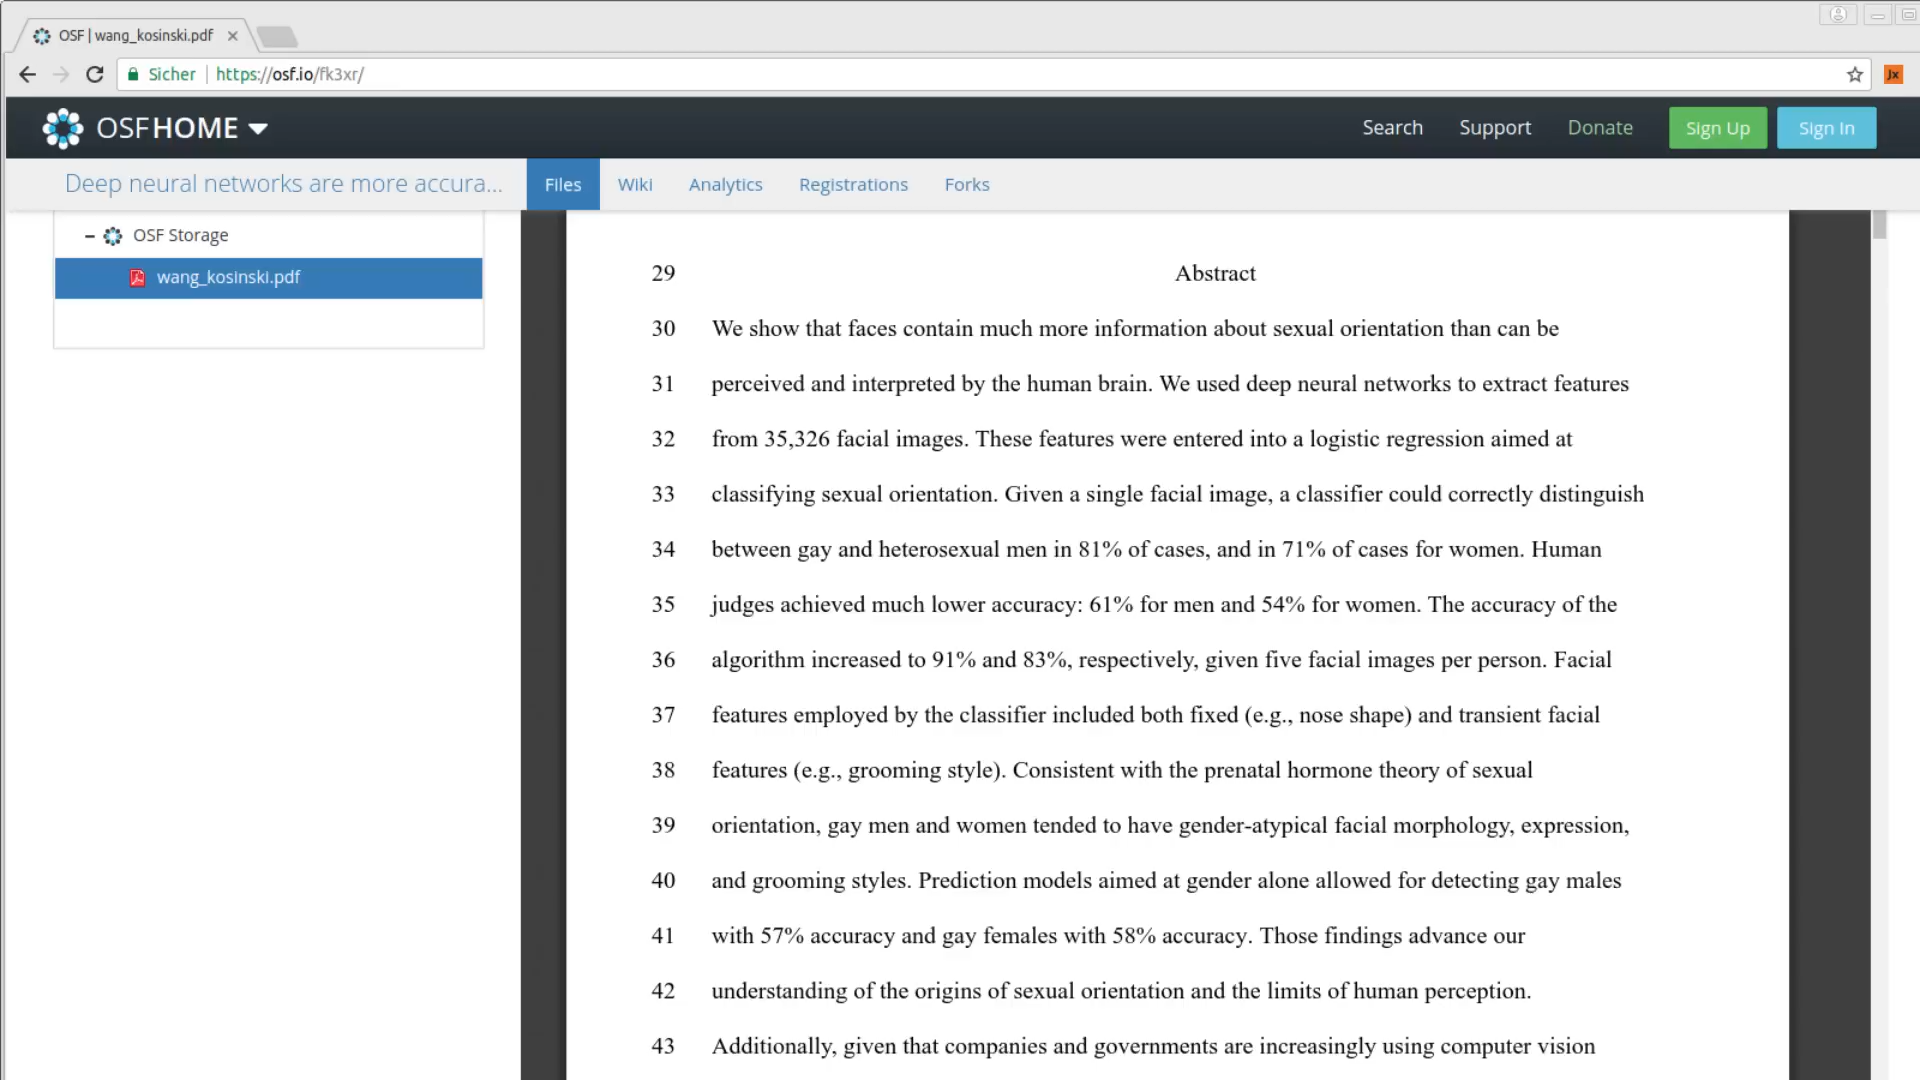 OSF | wang_kosinski.pdf
Sicher https://osf.io/fk3xr/
Jx
OSFHOME Search Support Donate Sign Up Sign In
Deep neural networks are more accura... Files Wiki Analytics Registrations Forks
OSF Storage
wang_kosinski.pdf
29 Abstract
30 We show that faces contain much more information about sexual orientation than can be
31 perceived and interpreted by the human brain. We used deep neural networks to extract features
32 from 35,326 facial images. These features were entered into a logistic regression aimed at
33 classifying sexual orientation. Given a single facial image, a classifier could correctly distinguish
34 between gay and heterosexual men in 81% of cases, and in 71% of cases for women. Human
35 judges achieved much lower accuracy: 61% for men and 54% for women. The accuracy of the
36 algorithm increased to 91% and 83%, respectively, given five facial images per person. Facial
37 features employed by the classifier included both fixed (e.g., nose shape) and transient facial
38 features (e.g., grooming style). Consistent with the prenatal hormone theory of sexual
39 orientation, gay men and women tended to have gender-atypical facial morphology, expression,
40 and grooming styles. Prediction models aimed at gender alone allowed for detecting gay males
41 with 57% accuracy and gay females with 58% accuracy. Those findings advance our
42 understanding of the origins of sexual orientation and the limits of human perception.
43 Additionally, given that companies and governments are increasingly using computer vision